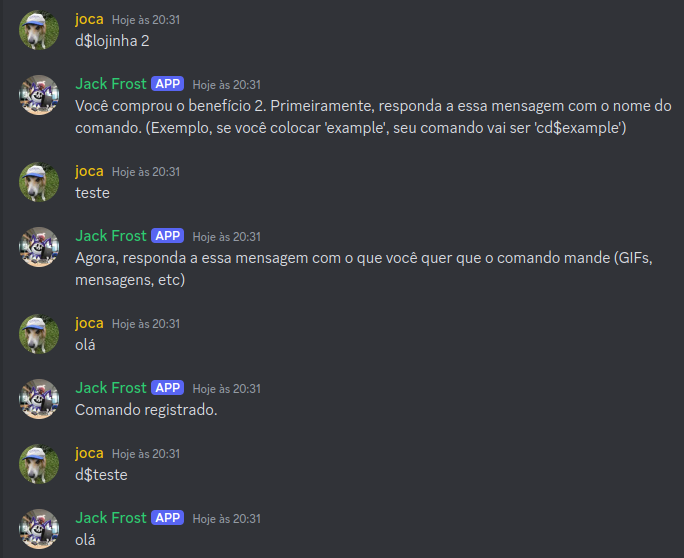 joca Hoje às 20:31
d$lojinha 2
Jack Frost APP Hoje às 20:31
Você comprou o benefício 2. Primeiramente, responda a essa mensagem com o nome do
comando. (Exemplo, se você colocar 'example', seu comando vai ser 'cd$example')
joca Hoje às 20:31
teste
Jack Frost APP Hoje às 20:31
Agora, responda a essa mensagem com o que você quer que o comando mande (GIFs,
mensagens, etc)
joca Hoje às 20:31
olá
Jack Frost APP Hoje às 20:31
Comando registrado.
joca Hoje às 20:31
d$teste
Jack Frost APP Hoje às 20:31
olá